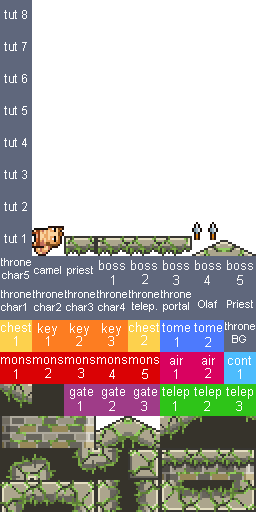 tut 8
tut 7
tut 6
tut 5
tut 4
tut 3
tut 2
tut 1
throne char5 camel priest boss 1 boss 2 boss 3 boss 4 boss 5
throne char1 throne char2 throne char3 throne char4 throne telep. throne portal Olaf Priest
chest 1 key 1 key 2 key 3 chest 2 tome 1 tome 2 throne BG
mons 1 mons 2 mons 3 mons 4 mons 5 air 1 air 2 cont 1
gate 1 gate 2 gate 3 telep 1 telep 2 telep 3